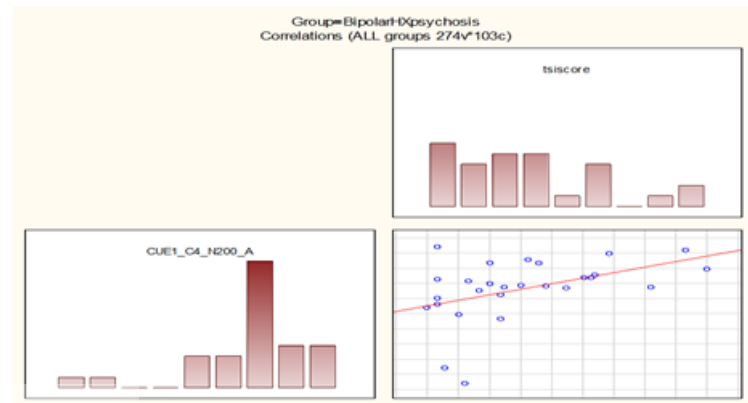 Group=BipolarHXpsychosis
Correlations (ALL groups 274v*103c)
tsiscore
CUE1_C4_N200_A